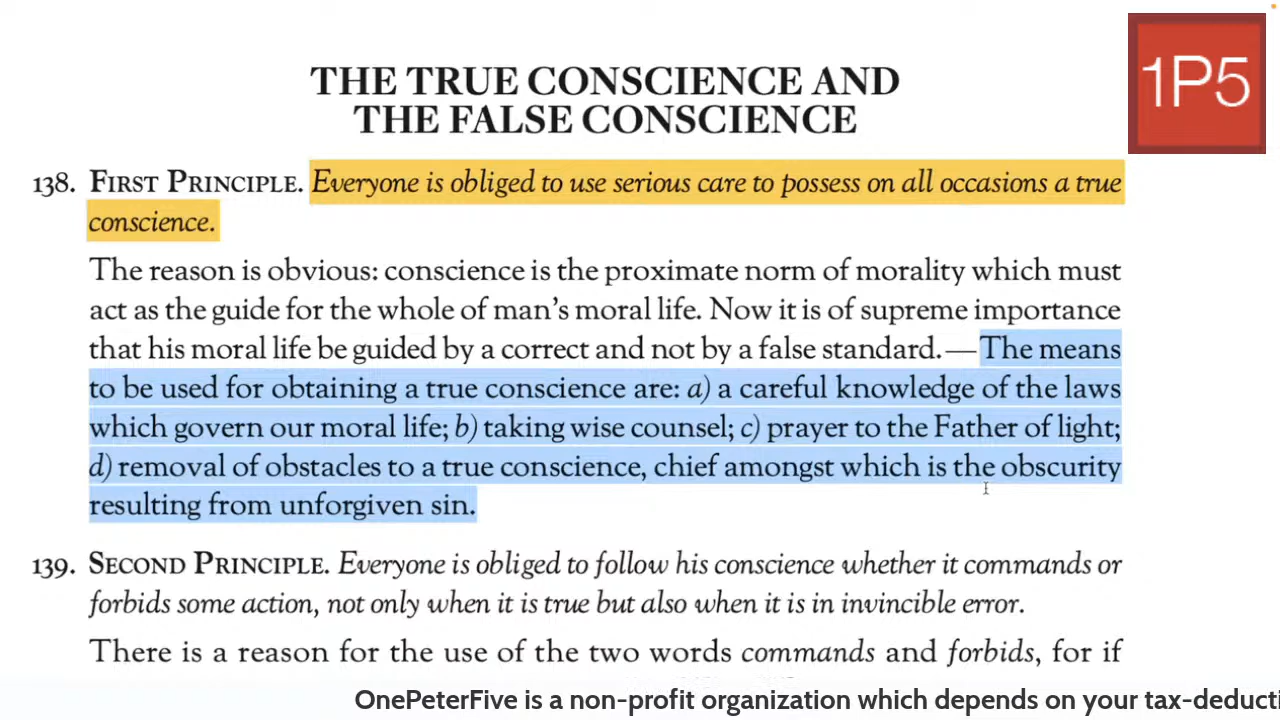 1P5
THE TRUE CONSCIENCE AND
THE FALSE CONSCIENCE
138. FIRST PRINCIPLE. Everyone is obliged to use serious care to possess on all occasions a true
conscience.
The reason is obvious: conscience is the proximate norm of morality which must
act as the guide for the whole of man's moral life. Now it is of supreme importance
that his moral life be guided by a correct and not by a false standard.—The means
to be used for obtaining a true conscience are: a) a careful knowledge of the laws
which govern our moral life; b) taking wise counsel; c) prayer to the Father of light;
d) removal of obstacles to a true conscience, chief amongst which is the obscurity
resulting from unforgiven sin.
139. SECOND PRINCIPLE. Everyone is obliged to follow his conscience whether it commands or
forbids some action, not only when it is true but also when it is in invincible error.
There is a reason for the use of the two words commands and forbids, for if
OnePeterFive is a non-profit organization which depends on your tax-deducti